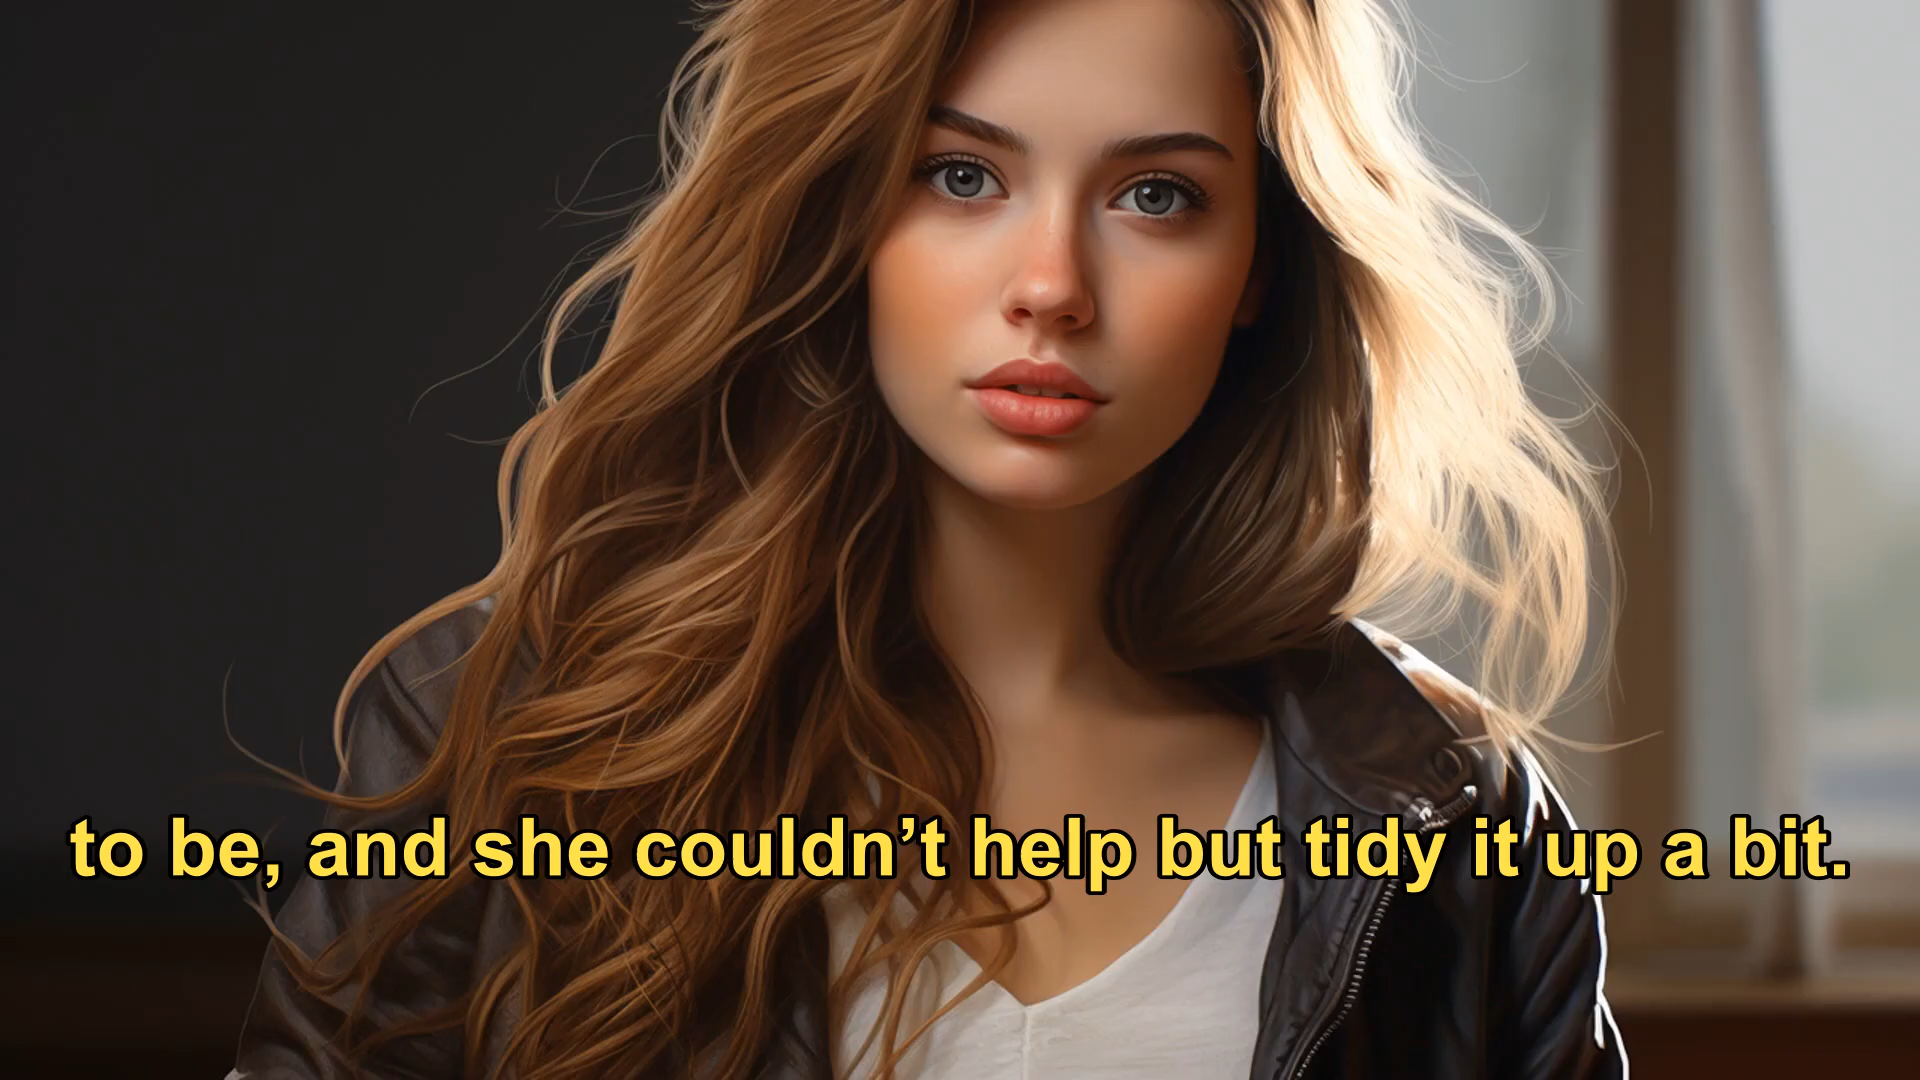 to be, and she couldn’t help but tidy it up a bit.